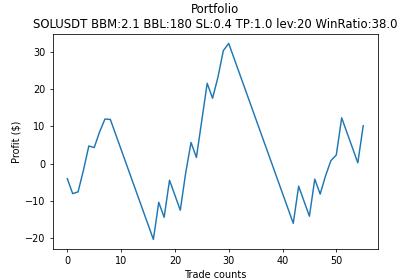 Portfolio
SOLUSDT BBM:2.1 BBL:180 SL:0.4 TP:1.0 lev:20 WinRatio:38.0
30
20
10
0
−10
−20
Profit ($)
0 10 20 30 40 50
Trade counts